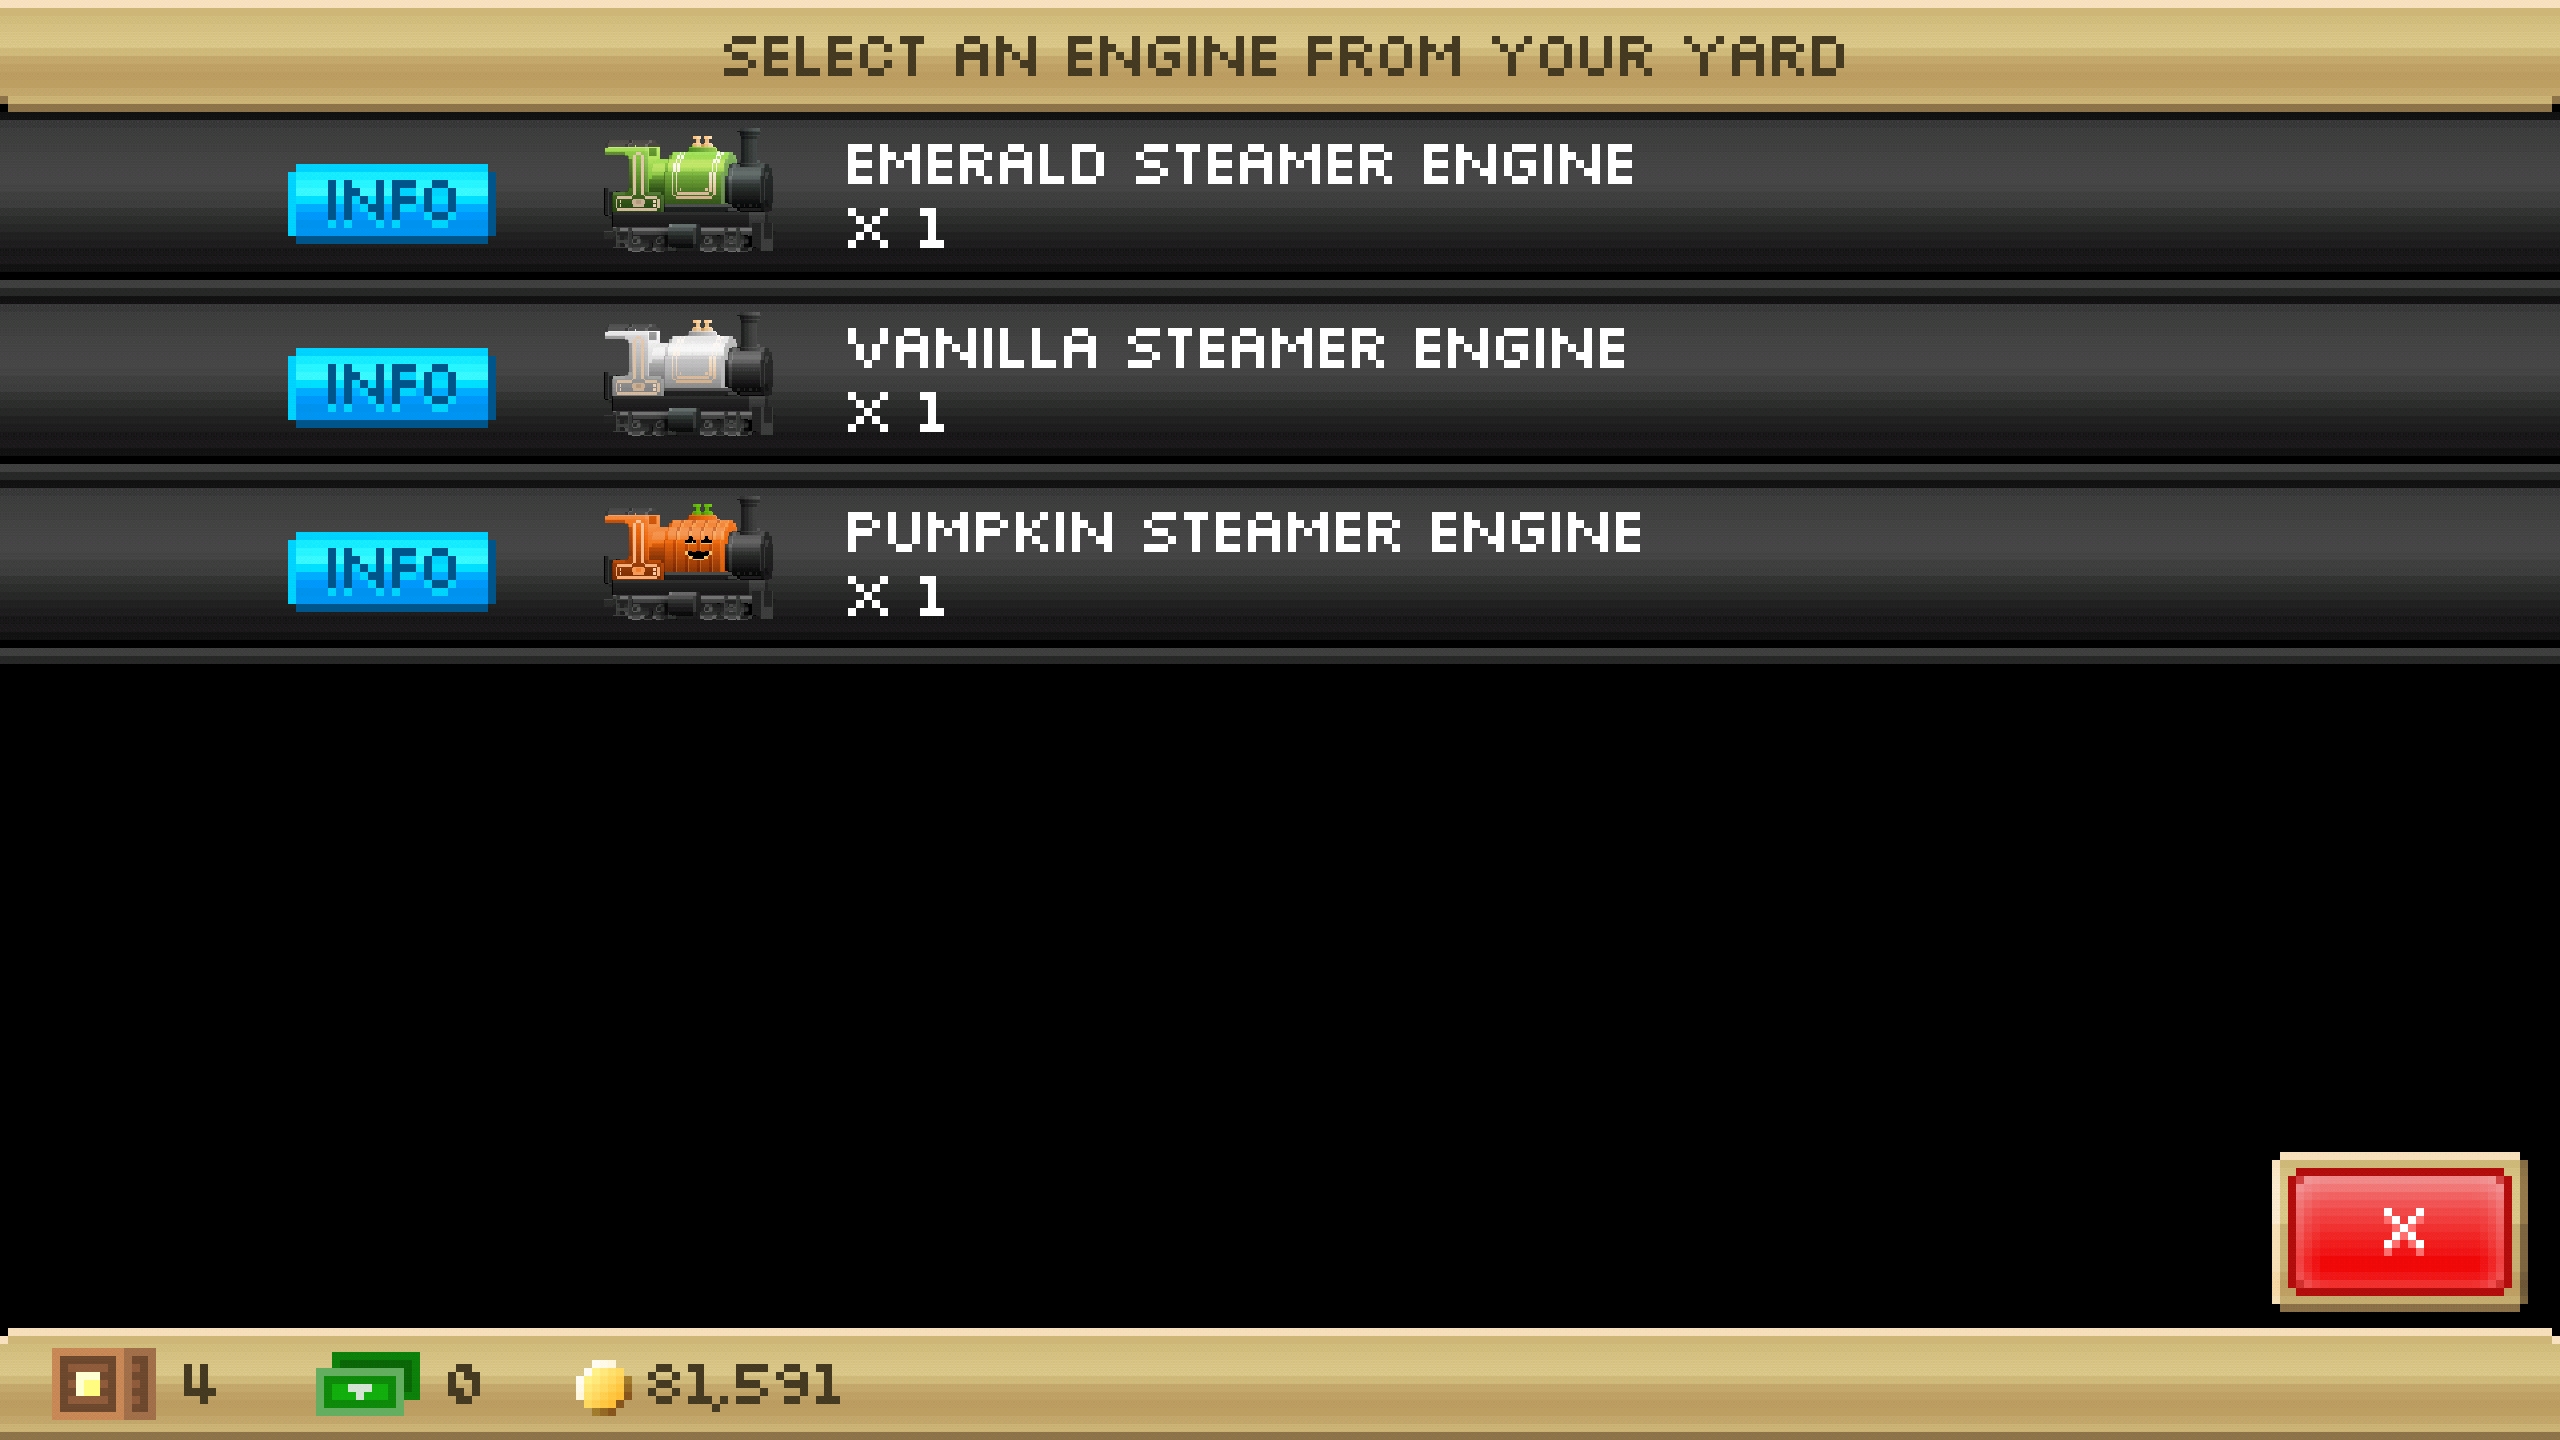 SELECT AN ENGINE FROM YOUR YARD
INFO
EMERALD STEAMER ENGINE
X 1
INFO
VANILLA STEAMER ENGINE
X 1
INFO
PUMPKIN STEAMER ENGINE
X 1
X
4 0 81,591